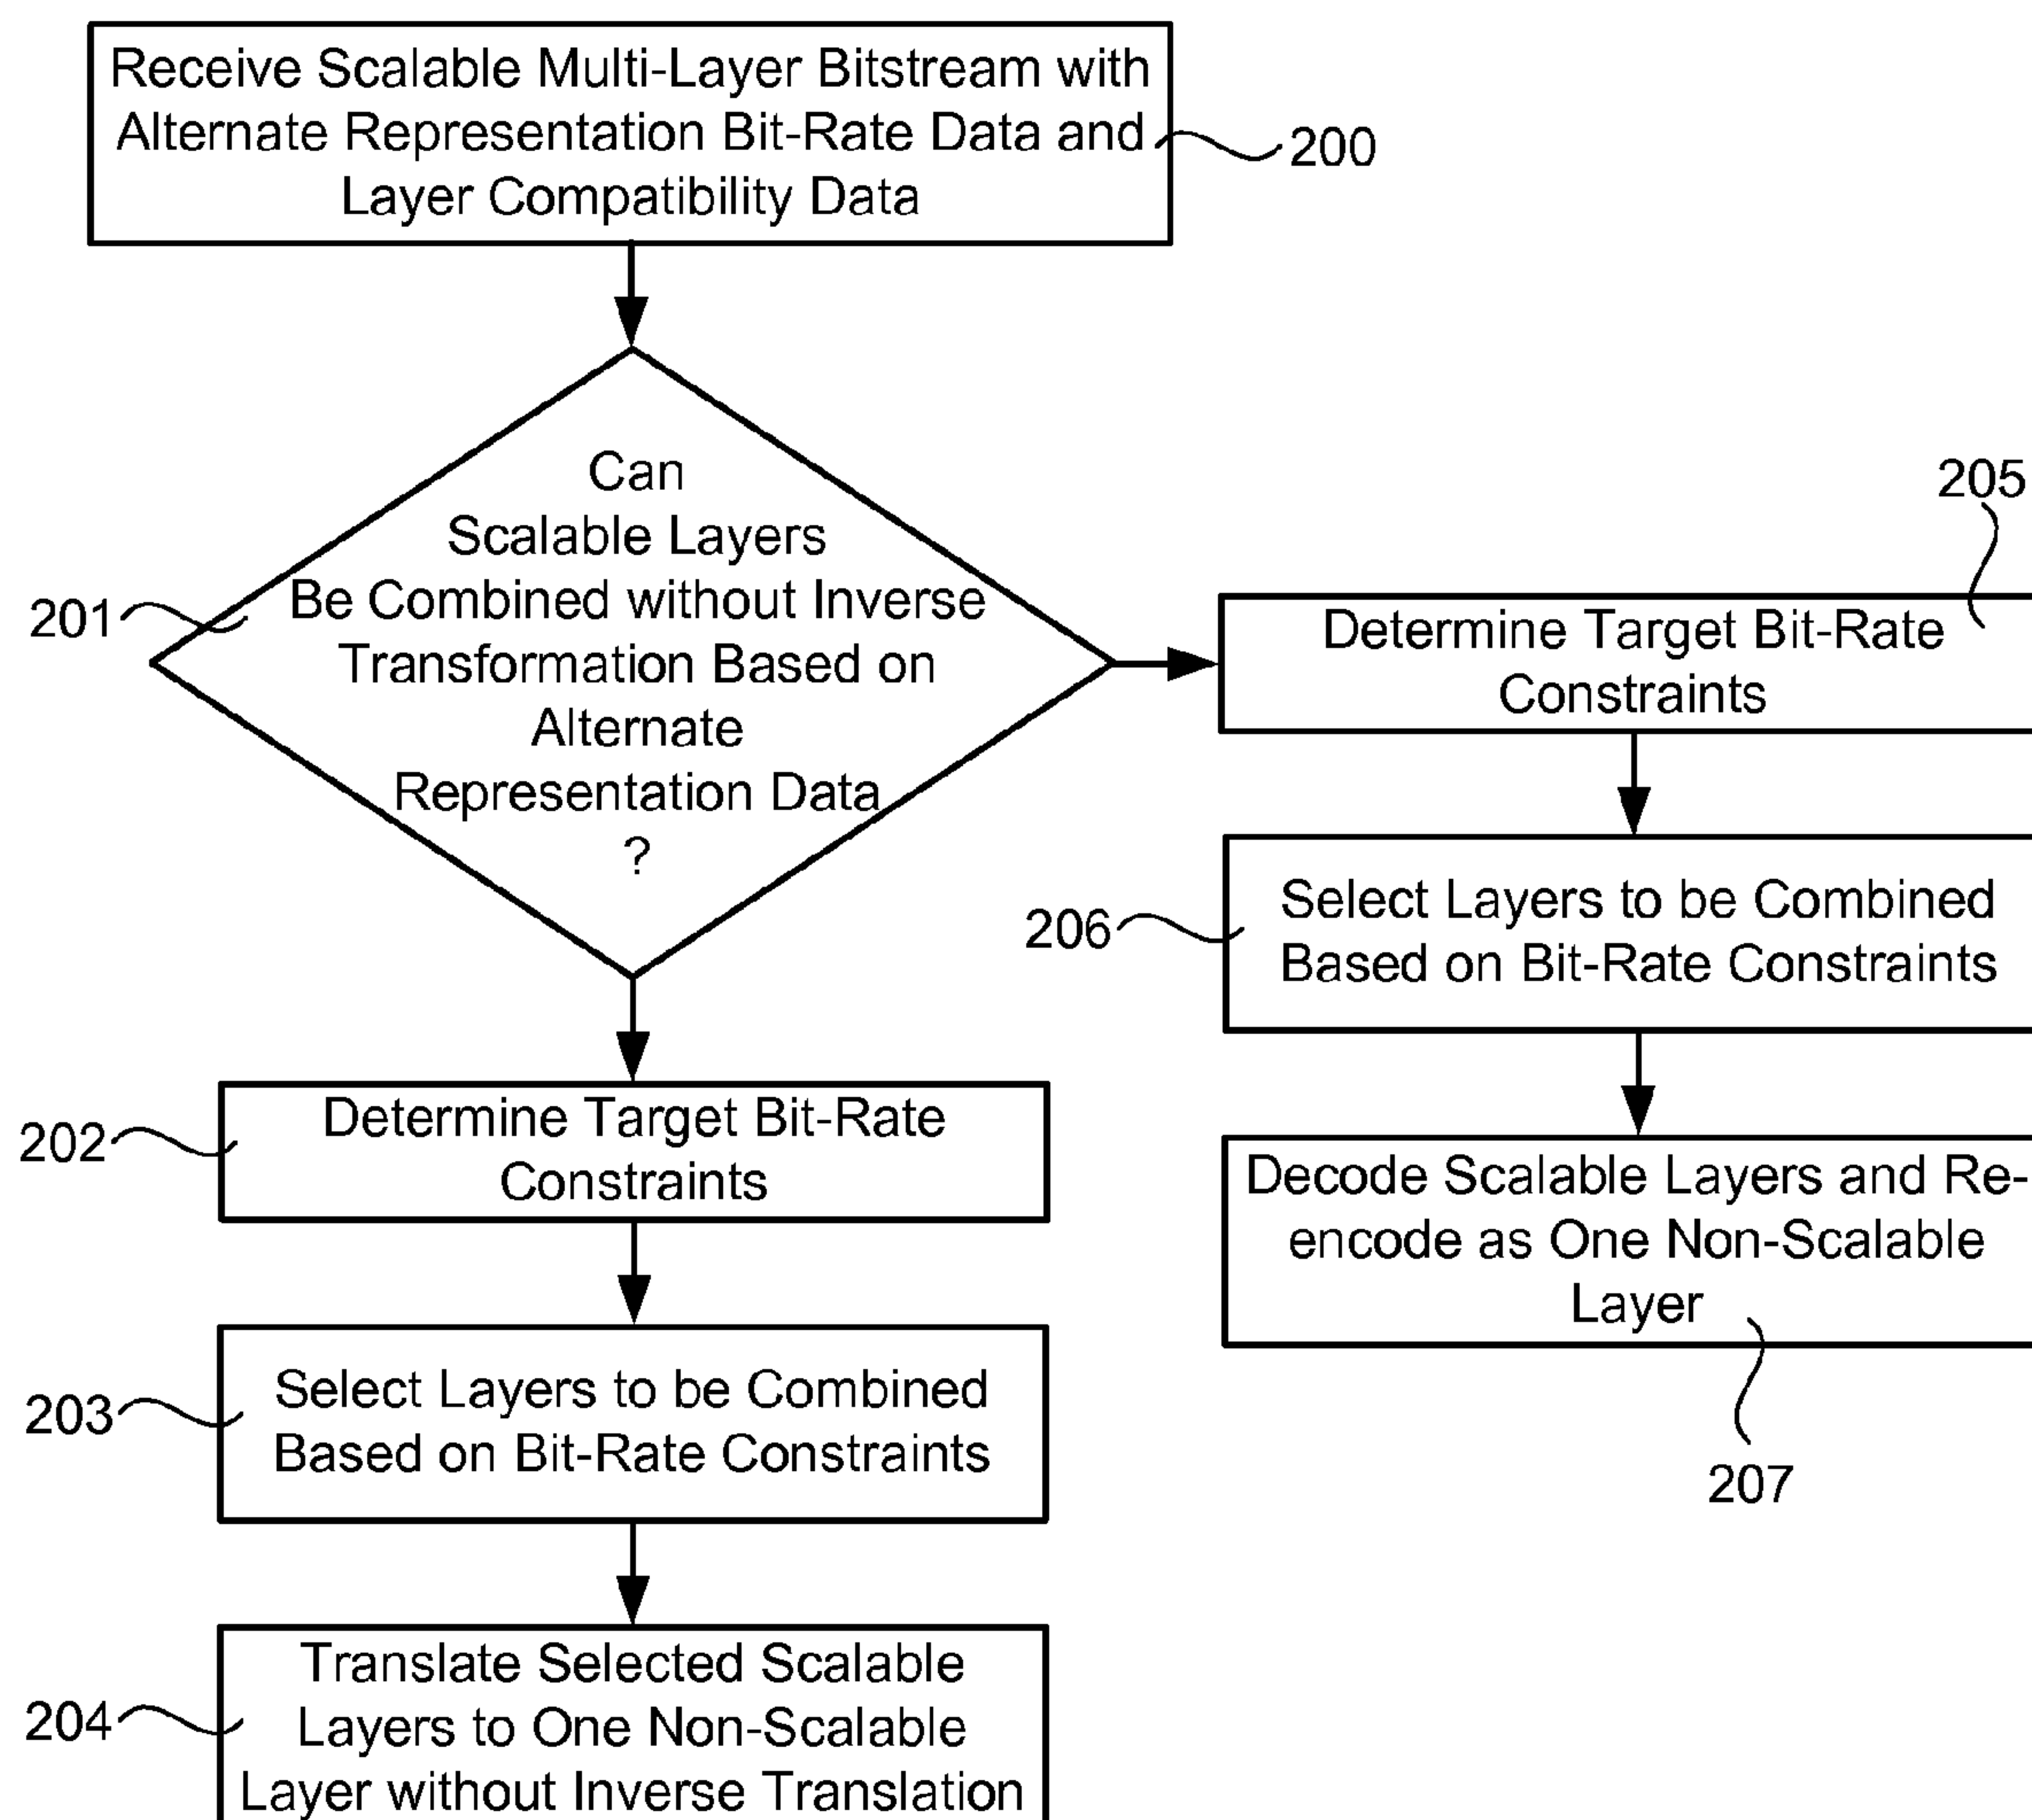 Receive Scalable Multi-Layer Bitstream with
Alternate Representation Bit-Rate Data and
Layer Compatibility Data
200
Can
Scalable Layers
Be Combined without Inverse
Transformation Based on
Alternate
Representation Data
?
201
205
Determine Target Bit-Rate
Constraints
206
Select Layers to be Combined
Based on Bit-Rate Constraints
Decode Scalable Layers and Re-
encode as One Non-Scalable
Layer
207
202
Determine Target Bit-Rate
Constraints
203
Select Layers to be Combined
Based on Bit-Rate Constraints
204
Translate Selected Scalable
Layers to One Non-Scalable
Layer without Inverse Translation